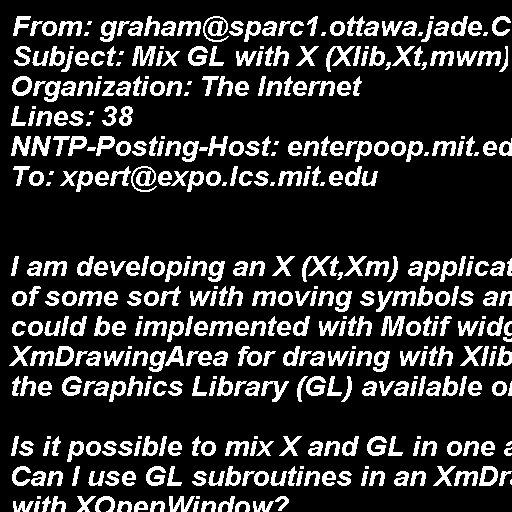 From: graham@sparc1.ottawa.jade.C
Subject: Mix GL with X (Xlib,Xt,mwm)
Organization: The Internet
Lines: 38
NNTP-Posting-Host: enterpoop.mit.ed
To: xpert@expo.lcs.mit.edu
I am developing an X (Xt,Xm) applicat
of some sort with moving symbols an
could be implemented with Motif widg
XmDrawingArea for drawing with Xlib
the Graphics Library (GL) available o
Is it possible to mix X and GL in one a
Can I use GL subroutines in an XmDra
with XOpenWindow?